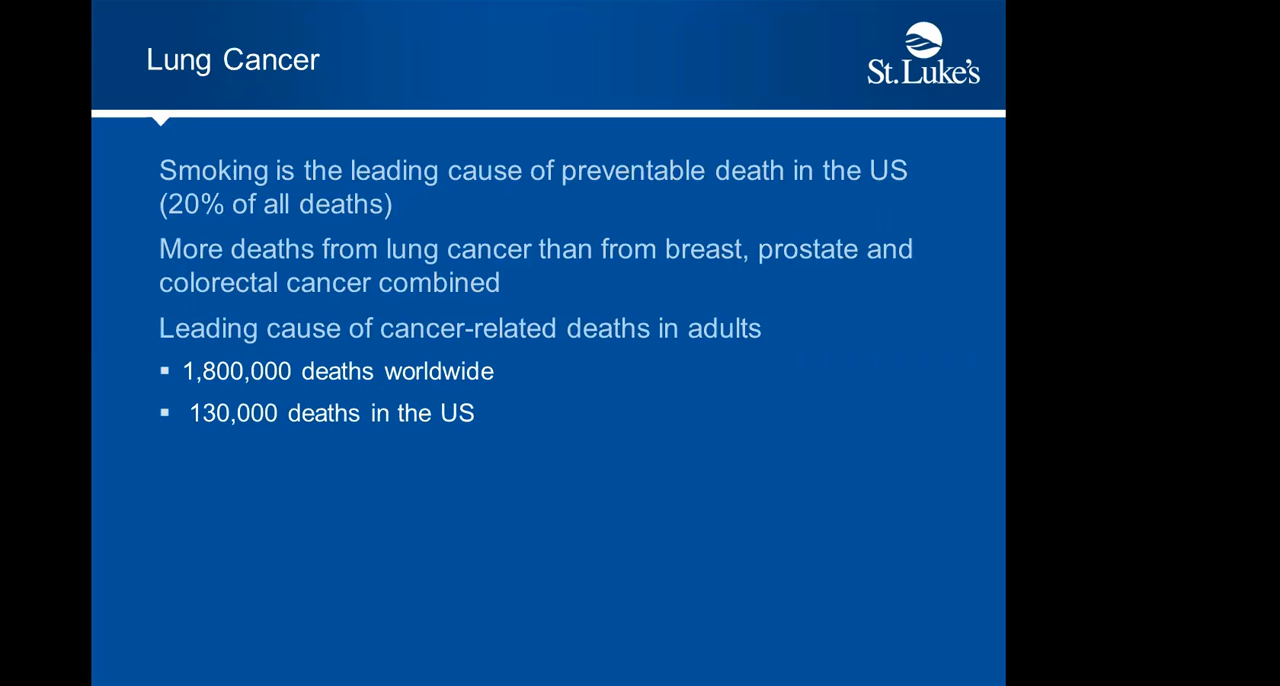 Lung Cancer
St. Luke's
Smoking is the leading cause of preventable death in the US
(20% of all deaths)
More deaths from lung cancer than from breast, prostate and
colorectal cancer combined
Leading cause of cancer-related deaths in adults
▪ 1,800,000 deaths worldwide
▪ 130,000 deaths in the US